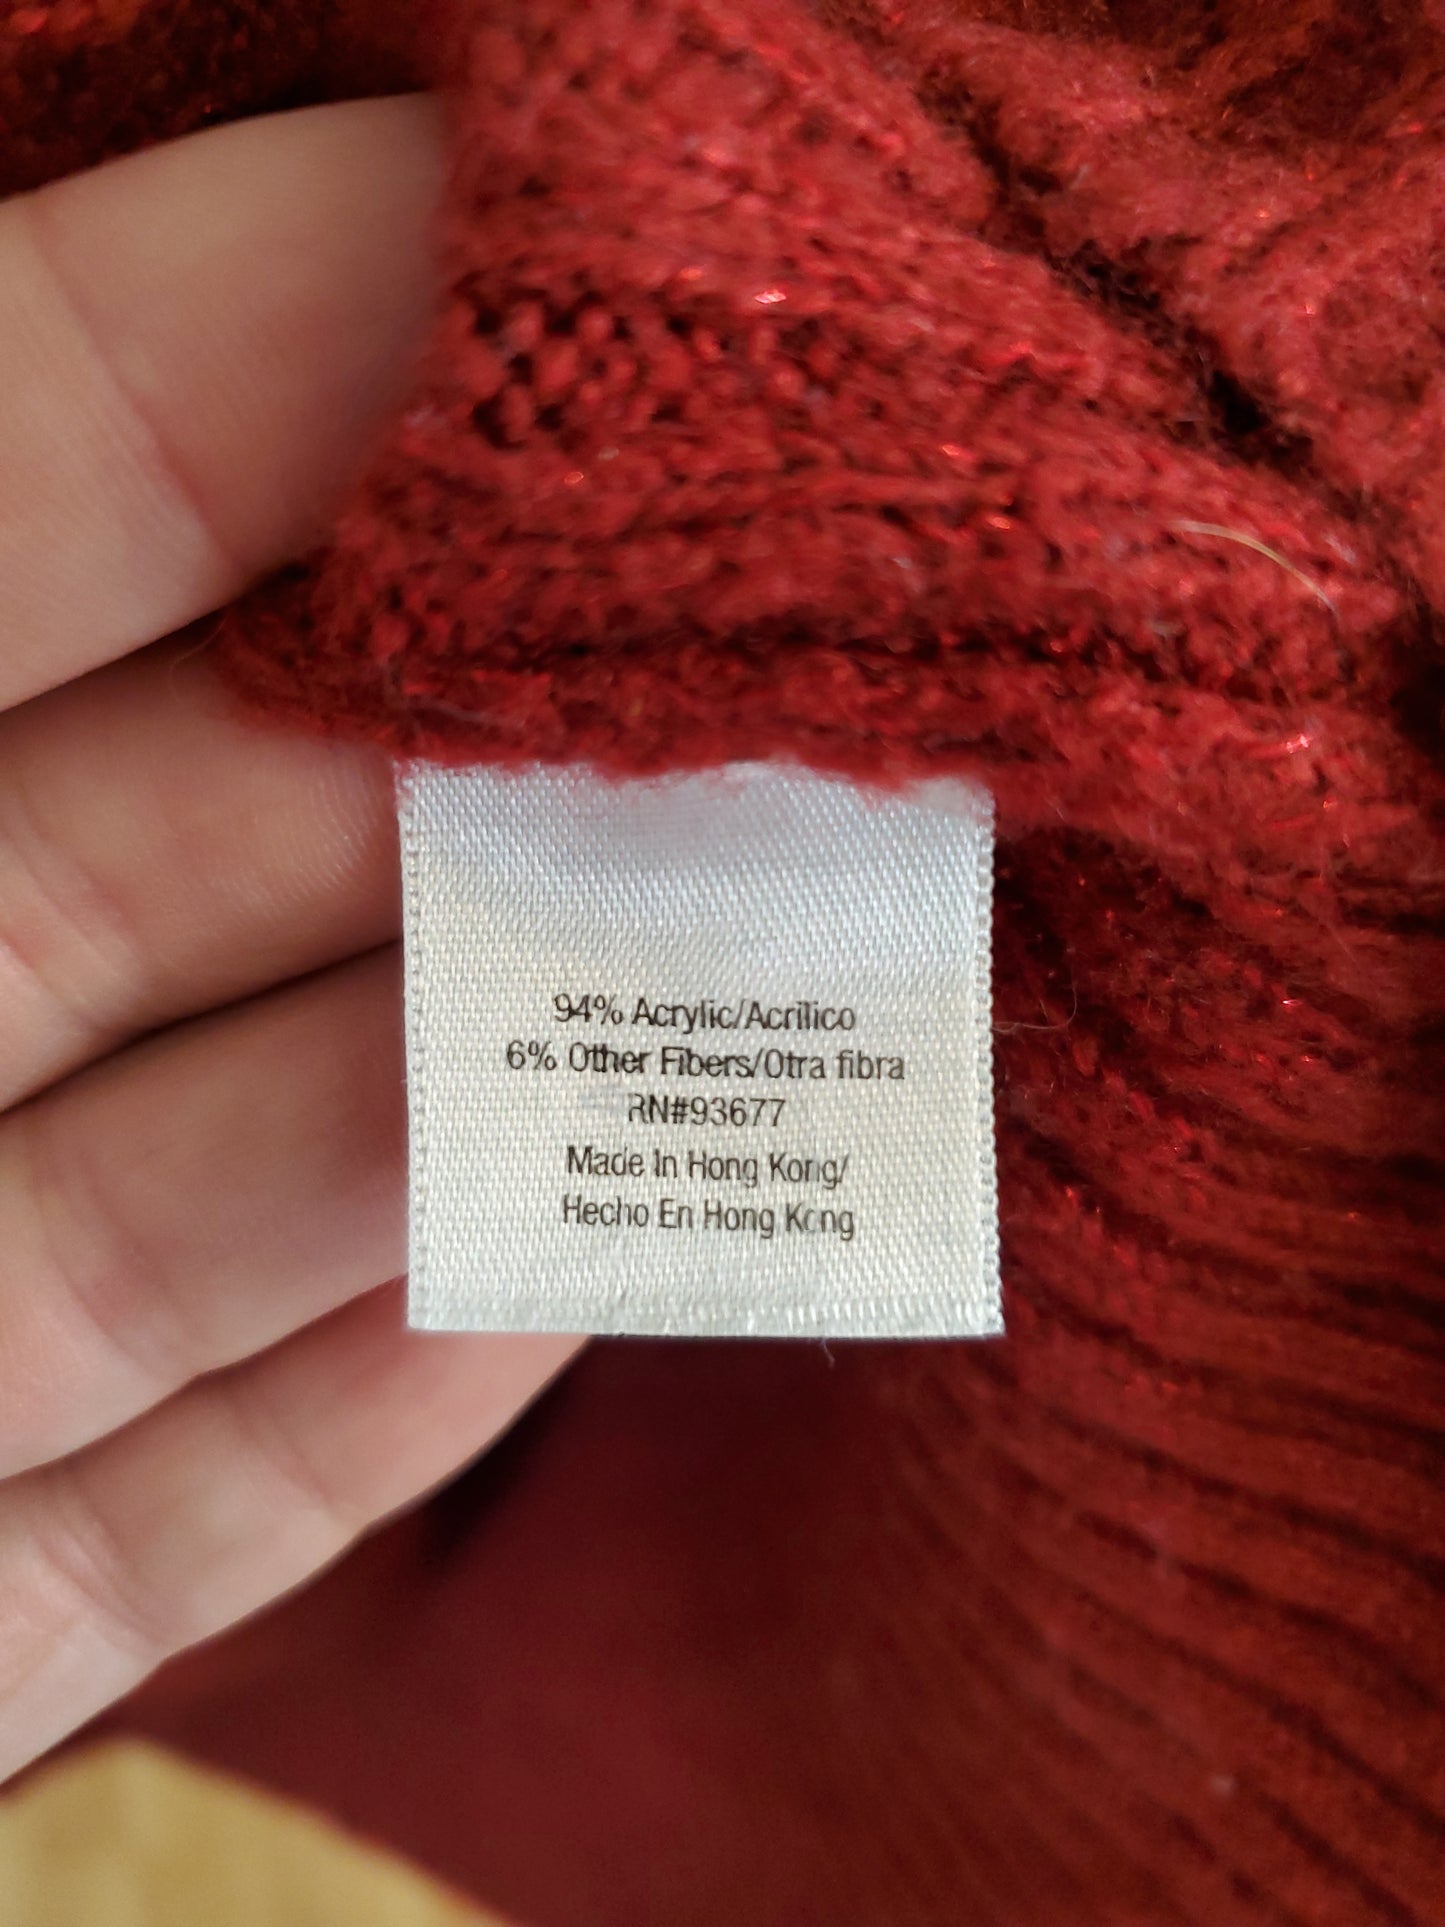 94% Acrylic/Acrilico
6% Other Fibers/Otra fibra
RN#93677
Made In Hong Kong/
Hecho En Hong Kong